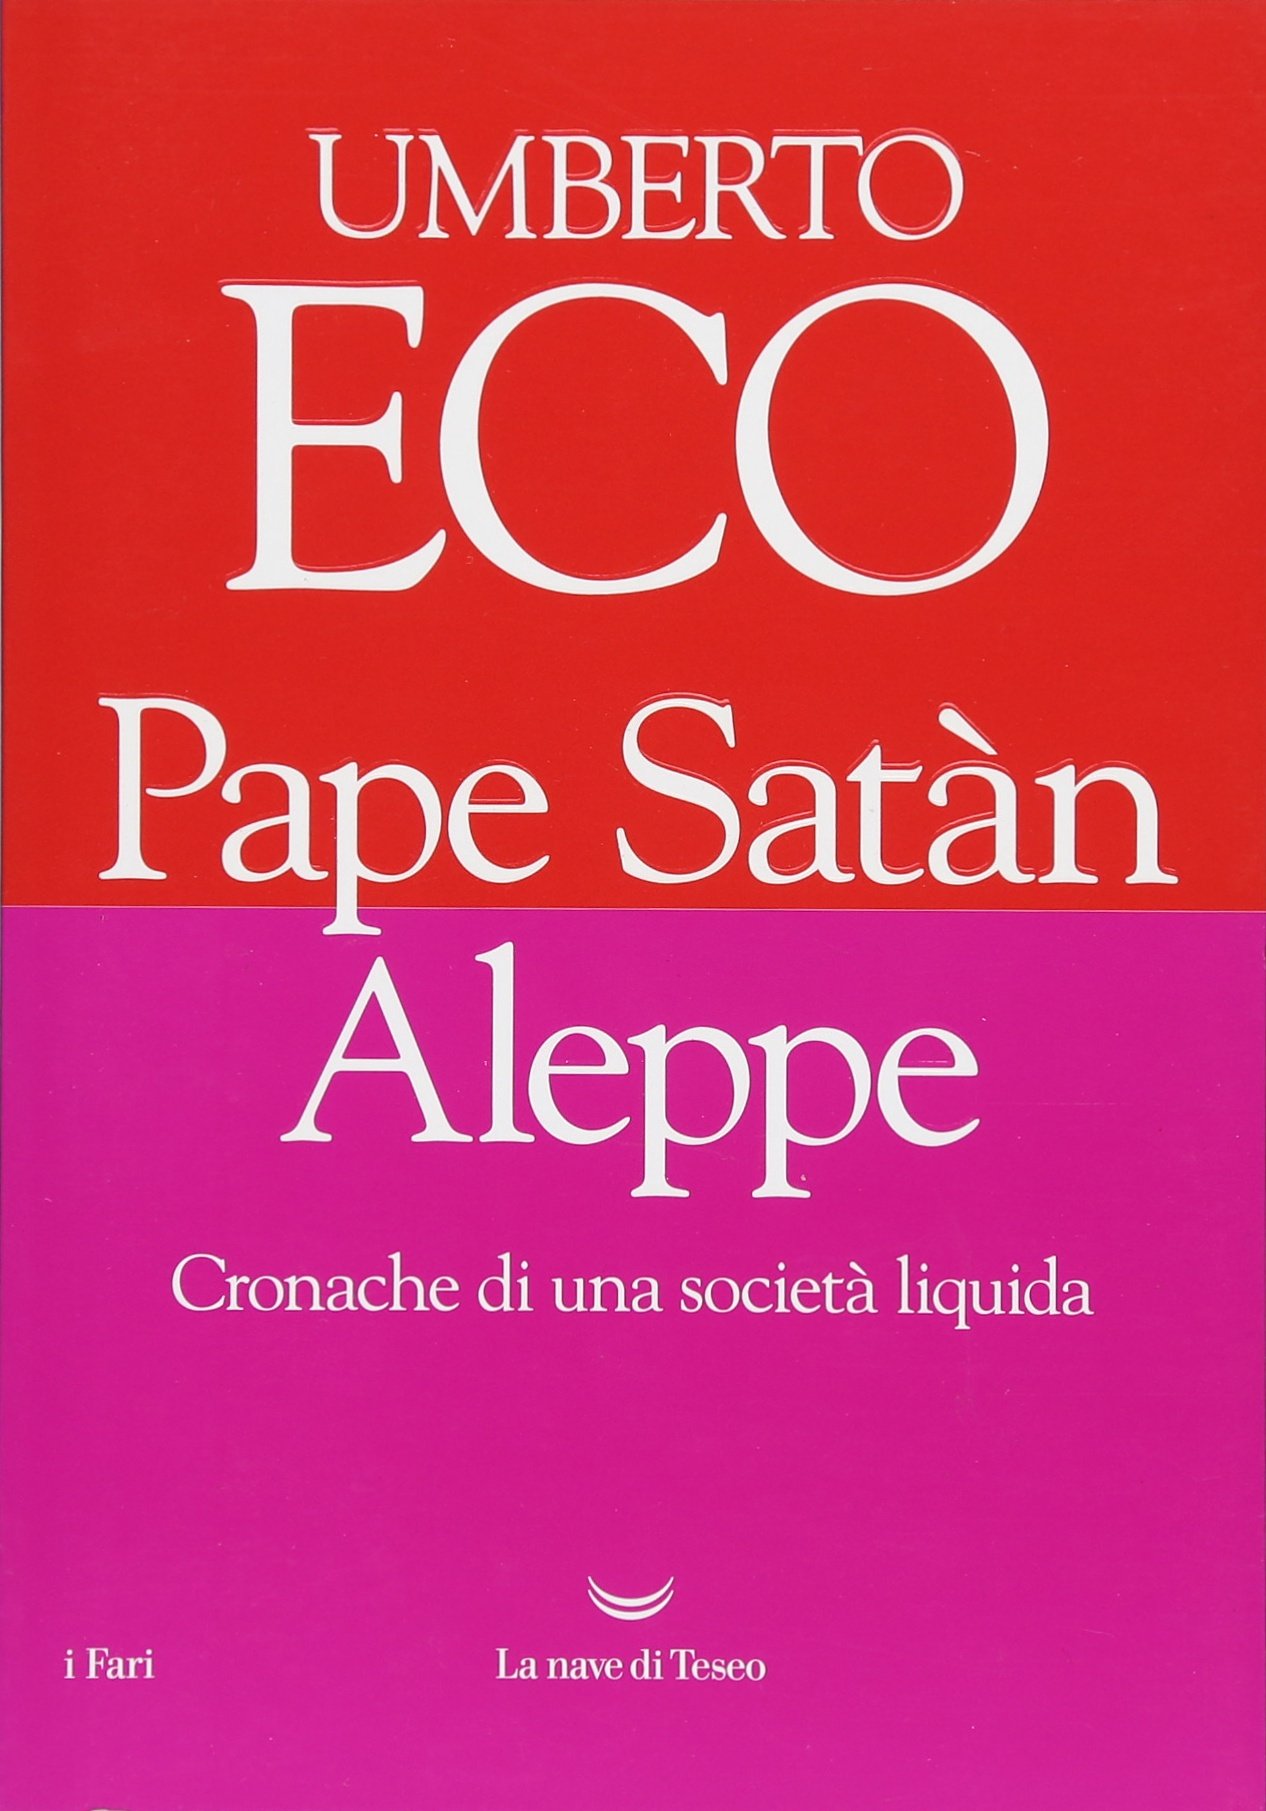 UMBERTO
ECO
Pape Satàn
Aleppe
Cronache di una società liquida
i Fari
La nave di Teseo